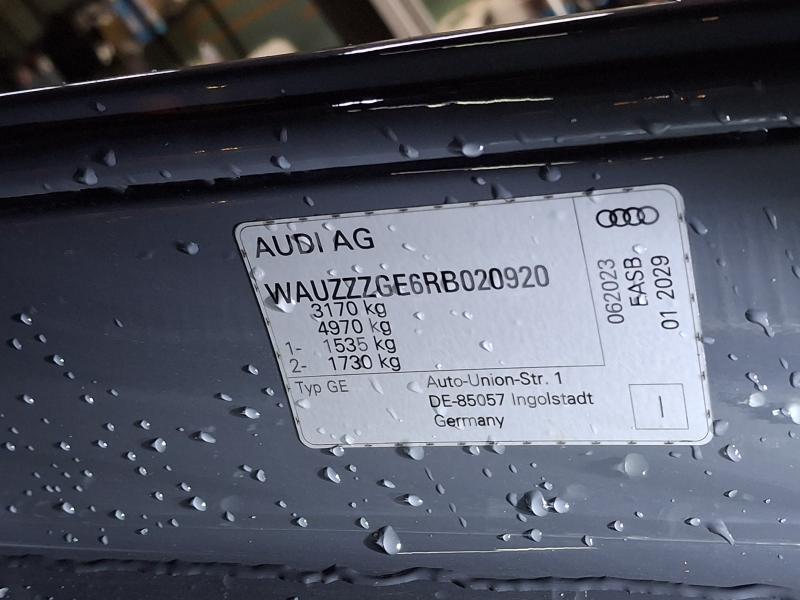 AUDI AG
WAUZZZGE6RB020920
3170 kg
4970 kg
1- 1535 kg
2- 1730 kg
Typ GE
Auto-Union-Str. 1
DE-85057 Ingolstadt
Germany
062023
EASB
01 2029
I